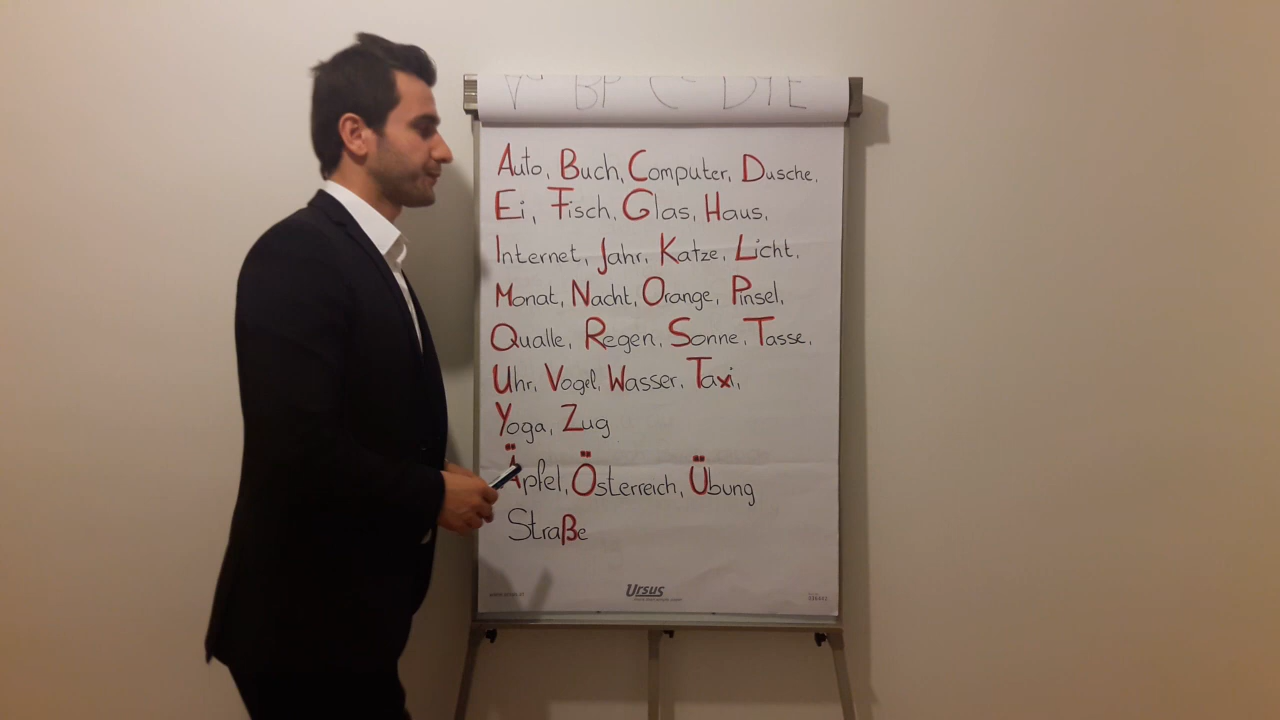 Auto, Buch, Computer, Dusche,
Ei, Fisch, Glas, Haus,
Internet, Jahr, Katze, Licht,
Monat, Nacht, Orange, Pinsel,
Qualle, Regen, Sonne, Tasse,
Uhr, Vogel, Wasser, Taxi,
Yoga, Zug
Äpfel, Österreich, Übung
Straße
Ursus